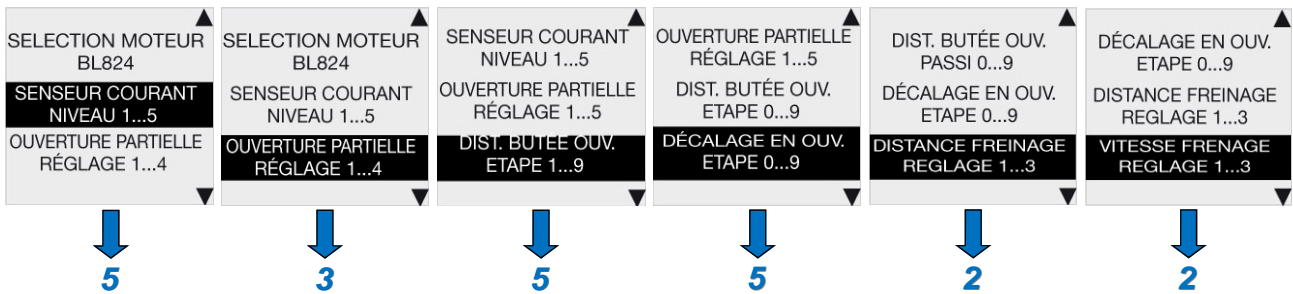 SELECTION MOTEUR
BL824
SENSEUR COURANT
NIVEAU 1...5
OUVERTURE PARTIELLE
RÉGLAGE 1...4
5
SELECTION MOTEUR
BL824
SENSEUR COURANT
NIVEAU 1...5
OUVERTURE PARTIELLE
RÉGLAGE 1...4
3
SENSEUR COURANT
NIVEAU 1...5
OUVERTURE PARTIELLE
RÉGLAGE 1...5
DIST. BUTÉE OUV.
ETAPE 1...9
5
OUVERTURE PARTIELLE
RÉGLAGE 1...5
DIST. BUTÉE OUV.
ETAPE 0...9
DÉCALAGE EN OUV.
ETAPE 0...9
5
DIST. BUTÉE OUV.
PASSI 0...9
DÉCALAGE EN OUV.
ETAPE 0...9
DISTANCE FREINAGE
REGLAGE 1...3
2
DÉCALAGE EN OUV.
ETAPE 0...9
DISTANCE FREINAGE
REGLAGE 1...3
VITESSE FRENAGE
REGLAGE 1...3
2